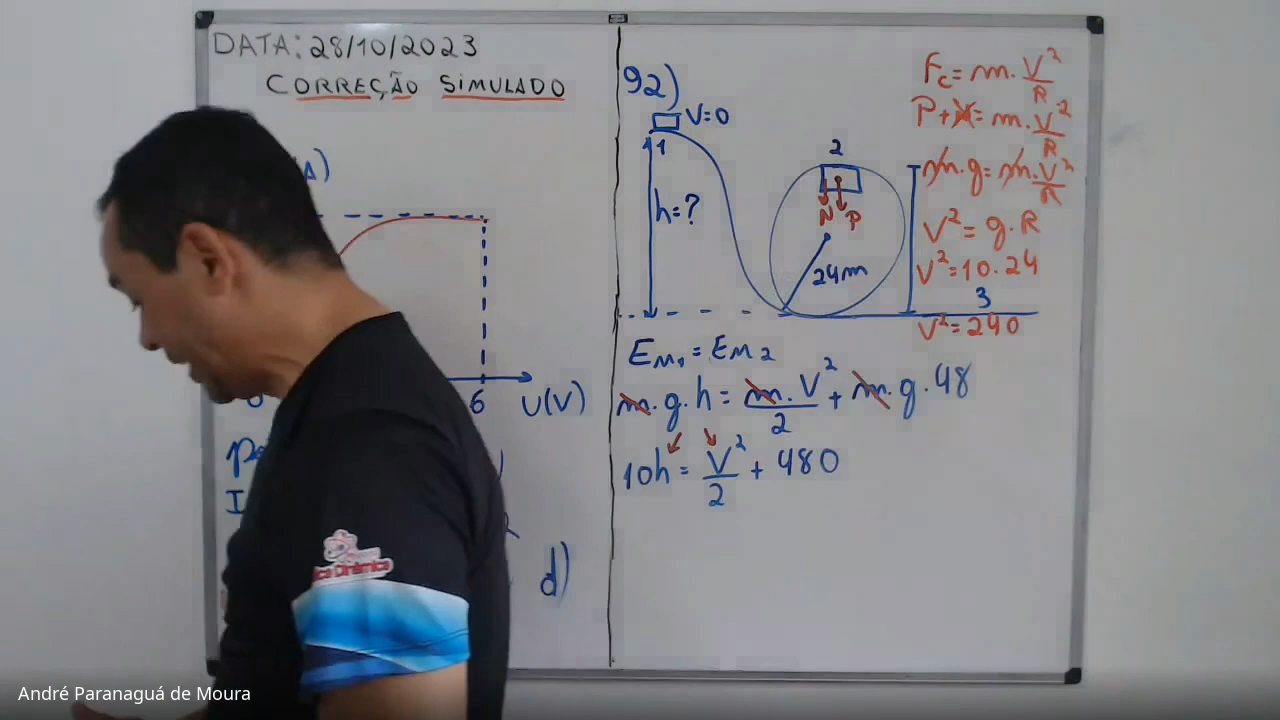 DATA: 28/10/2023
CORREÇÃO SIMULADO
A)
6
U(V)
I
d)
92)
V=0
1
h=?
2
N P
24m
3
Fc = m.V²/R
P+N = m.V²/R
m.g = m.V²/R
V² = g.R
V² = 10.24
V² = 240
EM1 = EM2
m.g.h = m.V²/2 + m.g.48
10h = V²/2 + 480
André Paranaguá de Moura